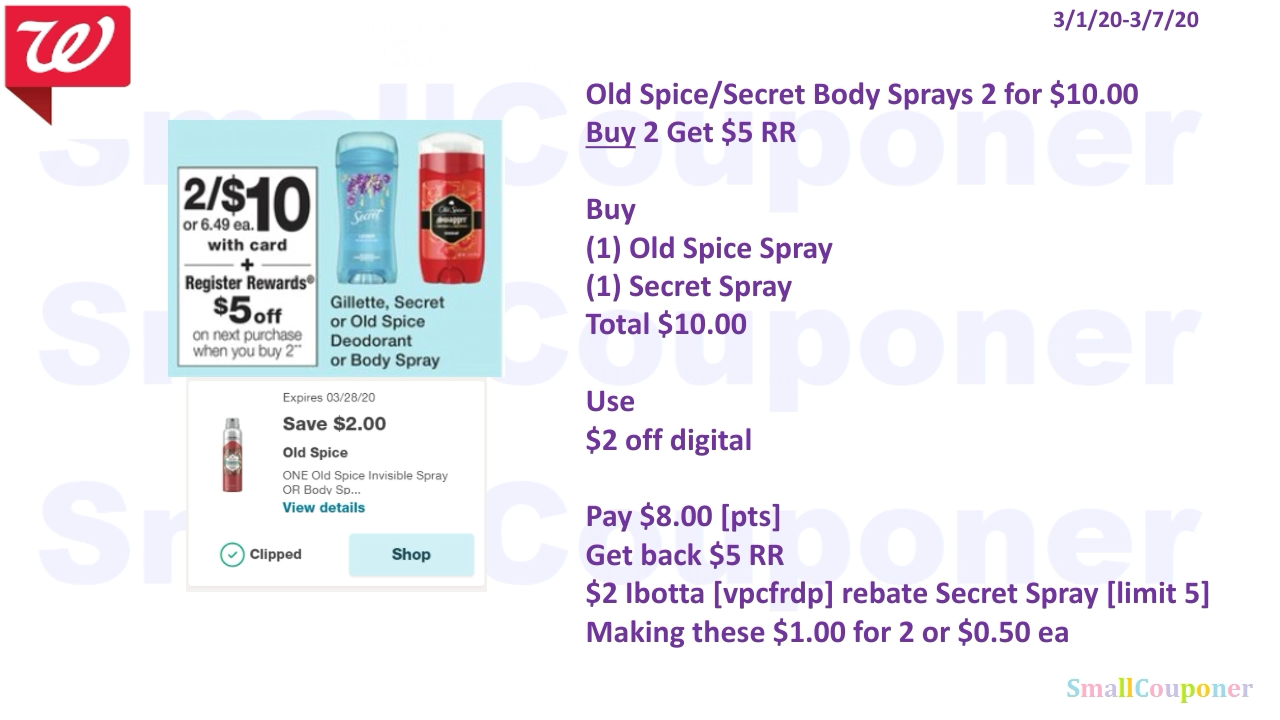 W
3/1/20-3/7/20
Old Spice/Secret Body Sprays 2 for $10.00
Buy 2 Get $5 RR
2/$10
or 6.49 ea.
with card
+
Register Rewards®
$5 off
on next purchase
when you buy 2**
Secret
Old Spice
swagger
Gillette, Secret
or Old Spice
Deodorant
or Body Spray
Buy
(1) Old Spice Spray
(1) Secret Spray
Total $10.00
Expires 03/28/20
Save $2.00
Old Spice
ONE Old Spice Invisible Spray
OR Body Sp...
View details
Clipped
Shop
Use
$2 off digital
Pay $8.00 [pts]
Get back $5 RR
$2 Ibotta [vpcfrdp] rebate Secret Spray [limit 5]
Making these $1.00 for 2 or $0.50 ea
SmallCouponer
SmallCouponer
SmallCouponer
SmallCouponer